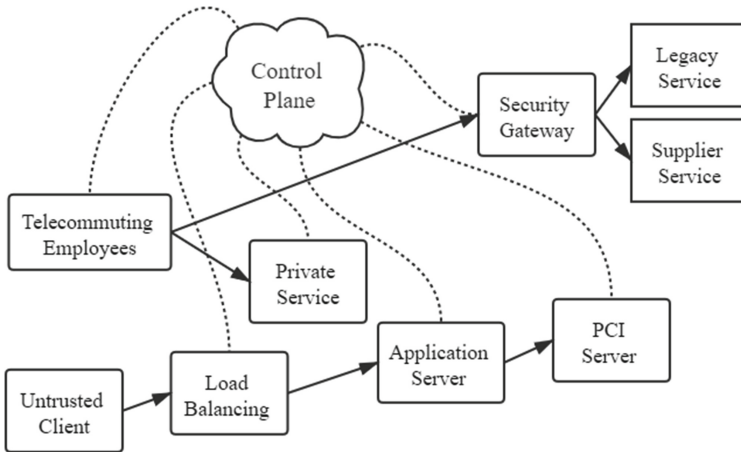 Control
Plane
Legacy
Service
Security
Gateway
Supplier
Service
Telecommuting
Employees
Private
Service
PCI
Server
Application
Server
Load
Balancing
Untrusted
Client